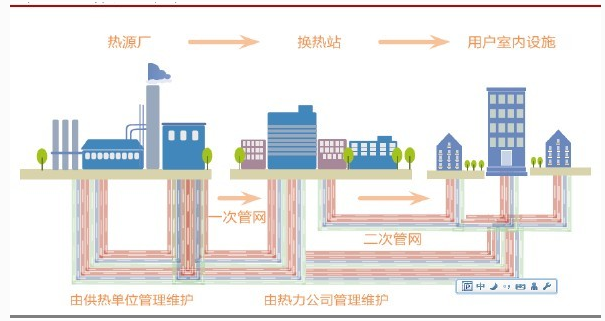 热源厂
换热站
用户室内设施
一次管网
二次管网
由供热单位管理维护
由热力公司管理维护
中